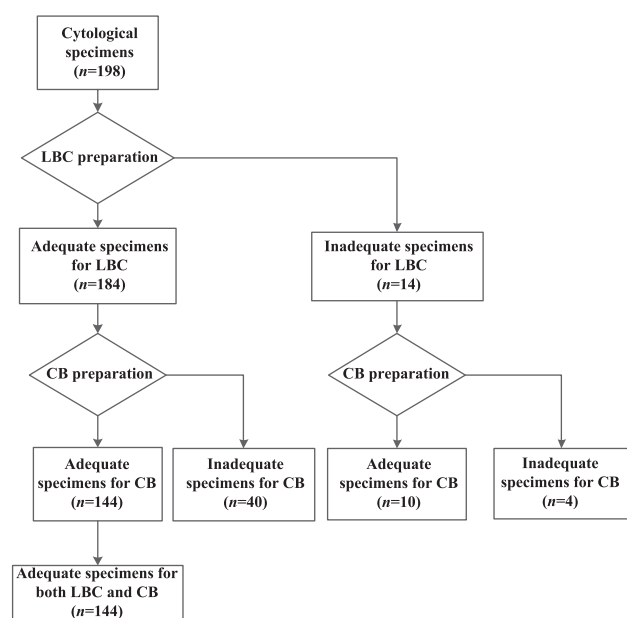 Cytological
specimens
(n=198)
LBC preparation
Adequate specimens
for LBC
(n=184)
Inadequate specimens
for LBC
(n=14)
CB preparation
CB preparation
Adequate
specimens for CB
(n=144)
Inadequate
specimens for CB
(n=40)
Adequate
specimens for CB
(n=10)
Inadequate
specimens for CB
(n=4)
Adequate specimens for
both LBC and CB
(n=144)